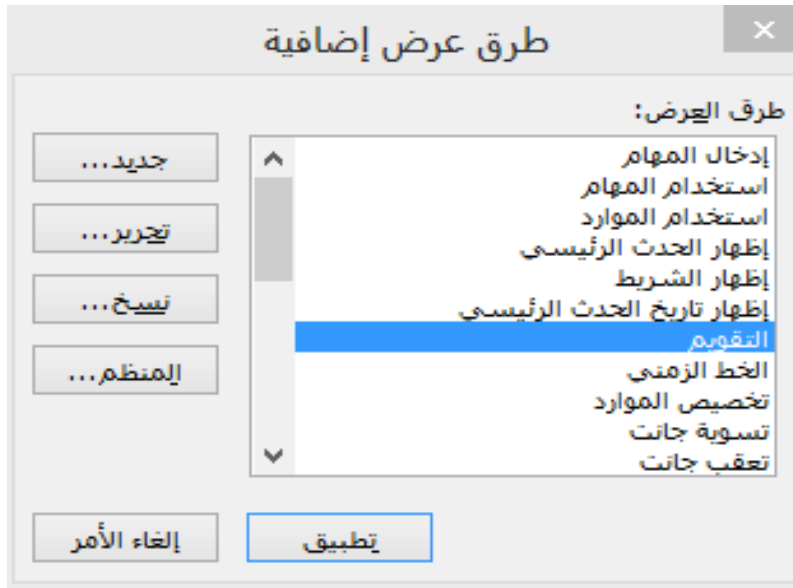 طرق عرض إضافية
طرق العرض:
إدخال المهام
استخدام المهام
استخدام الموارد
إظهار الحدث الرئيسي
إظهار الشريط
إظهار تاريخ الحدث الرئيسي
التقويم
الخط الزمني
تخصيص الموارد
تسوية جانت
تعقب جانت
جديد...
تحرير...
نسخ...
المنظم...
تطبيق
إلغاء الأمر